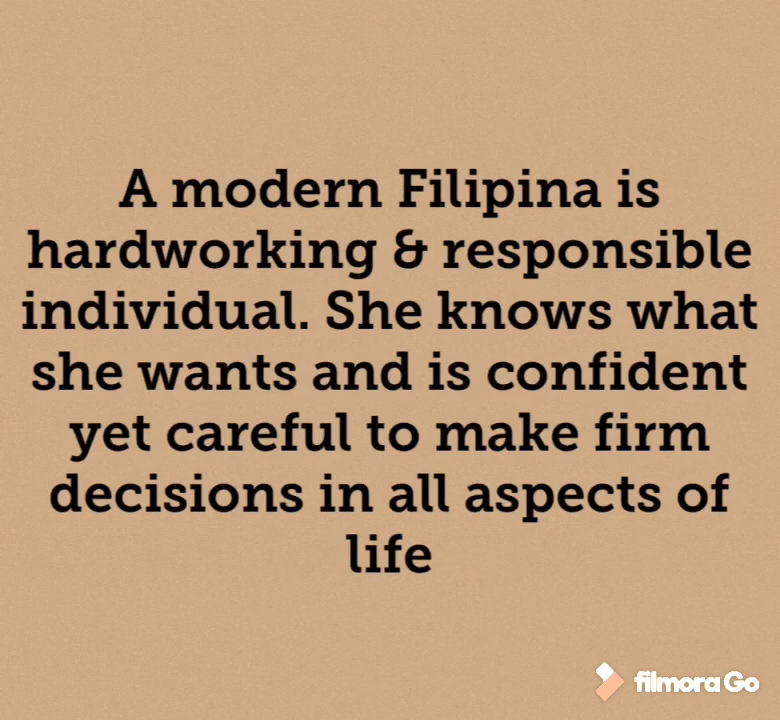 A modern Filipina is
hardworking & responsible
individual. She knows what
she wants and is confident
yet careful to make firm
decisions in all aspects of
life
filmora Go